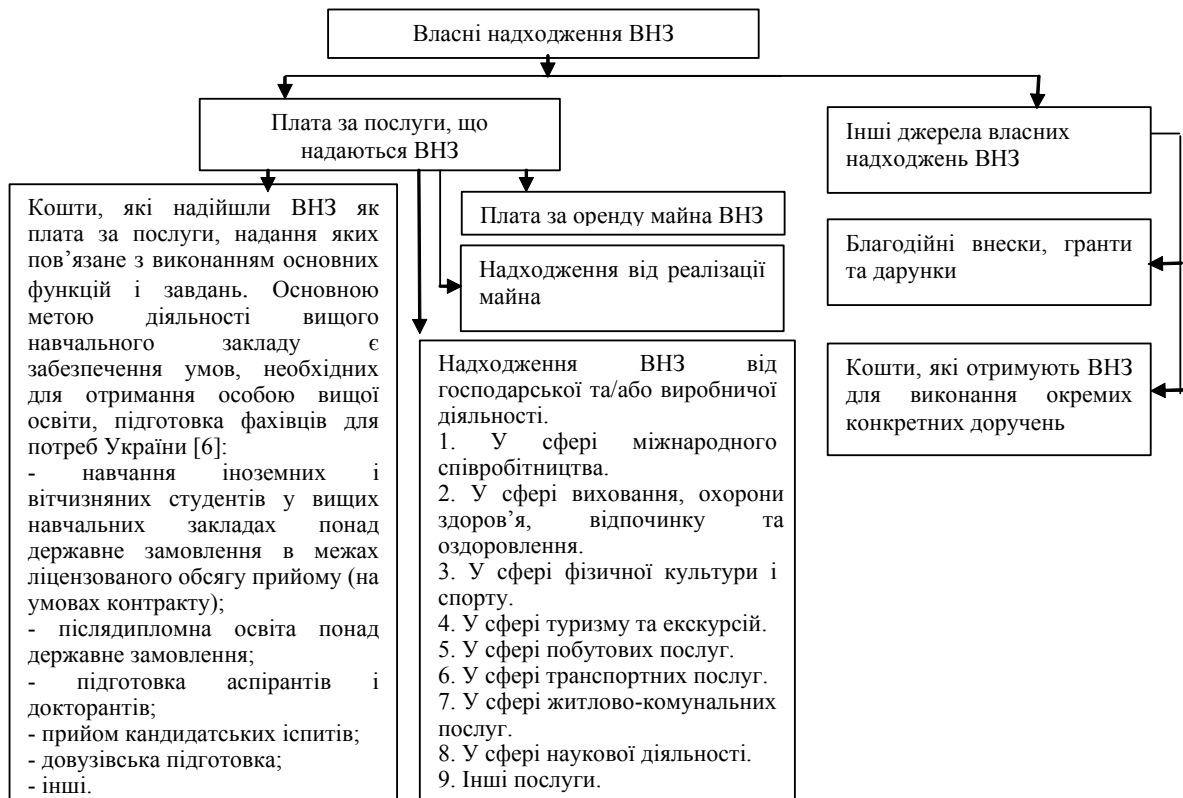 Власні надходження ВНЗ
Плата за послуги, що
надаються ВНЗ
Інші джерела власних
надходжень ВНЗ
Кошти, які надійшли ВНЗ як
плата за послуги, надання яких
пов’язане з виконанням основних
функцій і завдань. Основною
метою діяльності вищого
навчального закладу є
забезпечення умов, необхідних
для отримання особою вищої
освіти, підготовка фахівців для
потреб України [6]:
- навчання іноземних і
вітчизняних студентів у вищих
навчальних закладах понад
державне замовлення в межах
ліцензованого обсягу прийому (на
умовах контракту);
- післядипломна освіта понад
державне замовлення;
- підготовка аспірантів і
докторантів;
- прийом кандидатських іспитів;
- довузівська підготовка;
- інші.
Плата за оренду майна ВНЗ
Надходження від реалізації
майна
Надходження ВНЗ від
господарської та/або виробничої
діяльності.
1. У сфері міжнародного
співробітництва.
2. У сфері виховання, охорони
здоров’я, відпочинку та
оздоровлення.
3. У сфері фізичної культури і
спорту.
4. У сфері туризму та екскурсій.
5. У сфері побутових послуг.
6. У сфері транспортних послуг.
7. У сфері житлово-комунальних
послуг.
8. У сфері наукової діяльності.
9. Інші послуги.
Благодійні внески, гранти
та дарунки
Кошти, які отримують ВНЗ
для виконання окремих
конкретних доручень